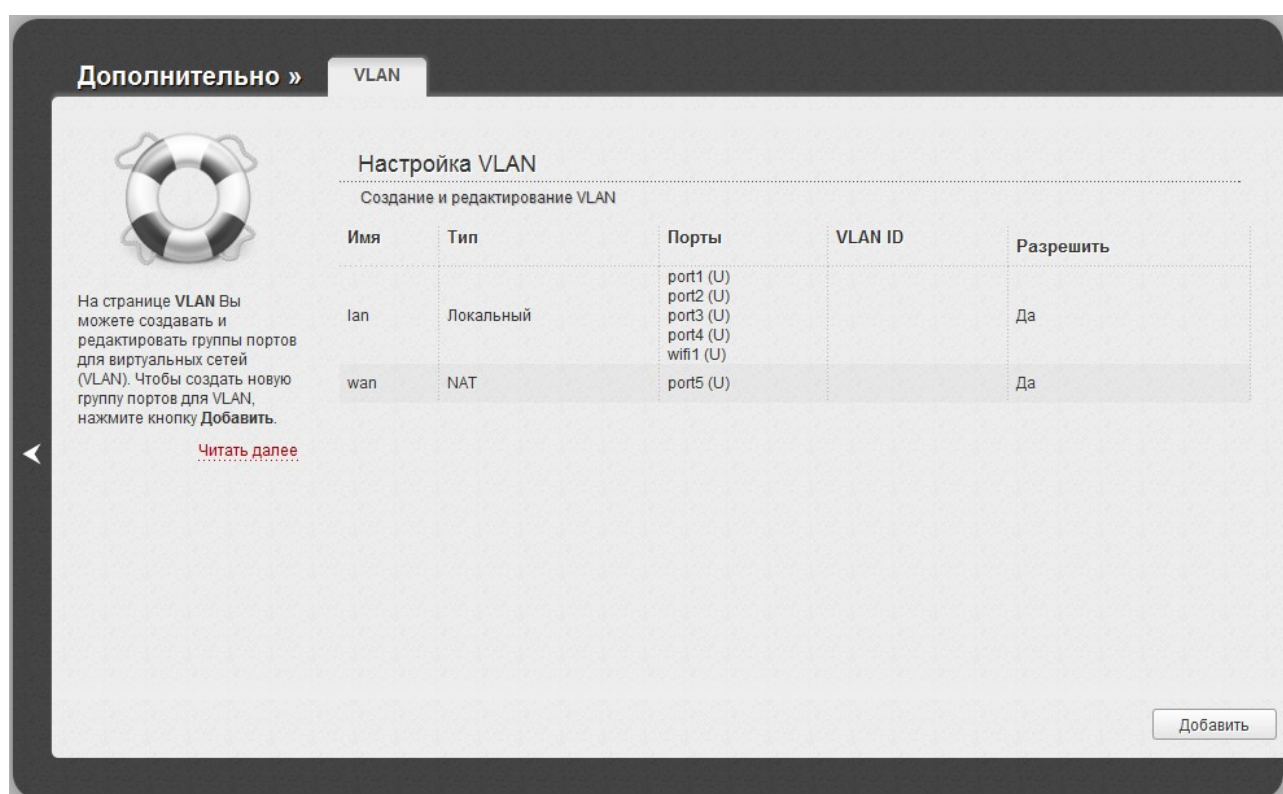 Дополнительно »
VLAN
На странице VLAN Вы
можете создавать и
редактировать группы портов
для виртуальных сетей
(VLAN). Чтобы создать новую
группу портов для VLAN,
нажмите кнопку Добавить.
Читать далее
Настройка VLAN
Создание и редактирование VLAN
Имя Тип Порты VLAN ID Разрешить
lan Локальный port1 (U) Да
port2 (U)
port3 (U)
port4 (U)
wifi1 (U)
wan NAT port5 (U) Да
Добавить